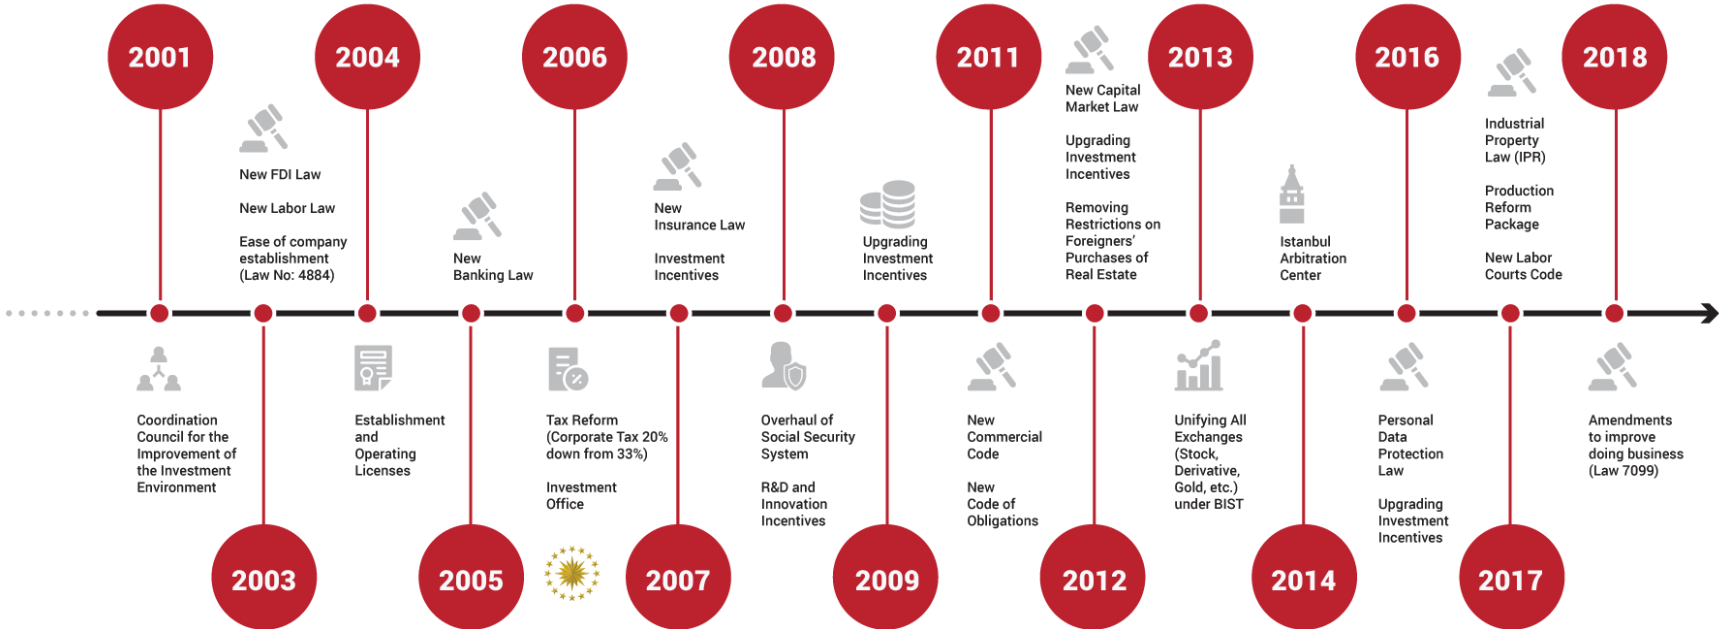 2001
Coordination
Council for the
Improvement of
the Investment
Environment
New FDI Law
New Labor Law
Ease of company
establishment
(Law No: 4884)
2003
2004
Establishment
and
Operating
Licenses
New
Banking Law
2005
2006
Tax Reform
(Corporate Tax 20%
down from 33%)
Investment
Office
New
Insurance Law
Investment
Incentives
2007
2008
Overhaul of
Social Security
System
R&D and
Innovation
Incentives
Upgrading
Investment
Incentives
2009
2011
New
Commercial
Code
New
Code of
Obligations
New Capital
Market Law
Upgrading
Investment
Incentives
Removing
Restrictions on
Foreigners'
Purchases of
Real Estate
2012
2013
Unifying All
Exchanges
(Stock,
Derivative,
Gold, etc.)
under BIST
Istanbul
Arbitration
Center
2014
2016
Personal
Data
Protection
Law
Upgrading
Investment
Incentives
Industrial
Property
Law (IPR)
Production
Reform
Package
New Labor
Courts Code
2017
2018
Amendments
to improve
doing business
(Law 7099)